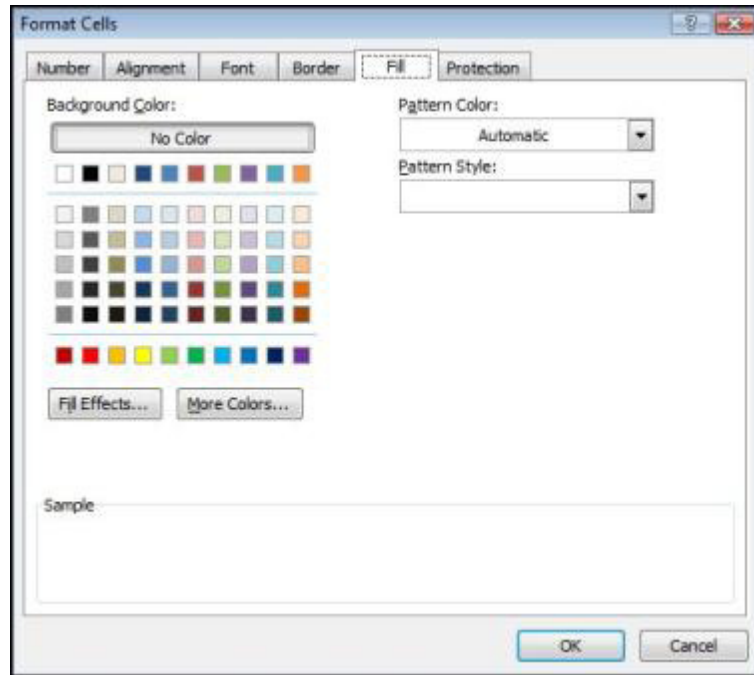 Format Cells
Number Alignment Font Border Fill Protection
Background Color:
No Color
Pattern Color:
Automatic
Pattern Style:
Fill Effects...
More Colors...
Sample
OK
Cancel